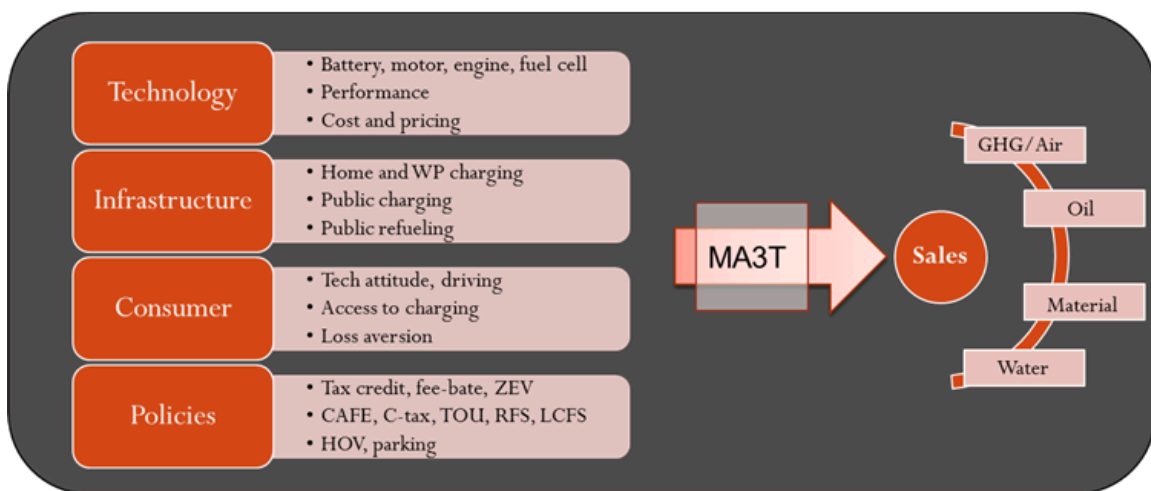 Technology
• Battery, motor, engine, fuel cell
• Performance
• Cost and pricing
Infrastructure
• Home and WP charging
• Public charging
• Public refueling
Consumer
• Tech attitude, driving
• Access to charging
• Loss aversion
Policies
• Tax credit, fee-bate, ZEV
• CAFE, C-tax, TOU, RFS, LCFS
• HOV, parking
MA3T
Sales
GHG/Air
Oil
Material
Water